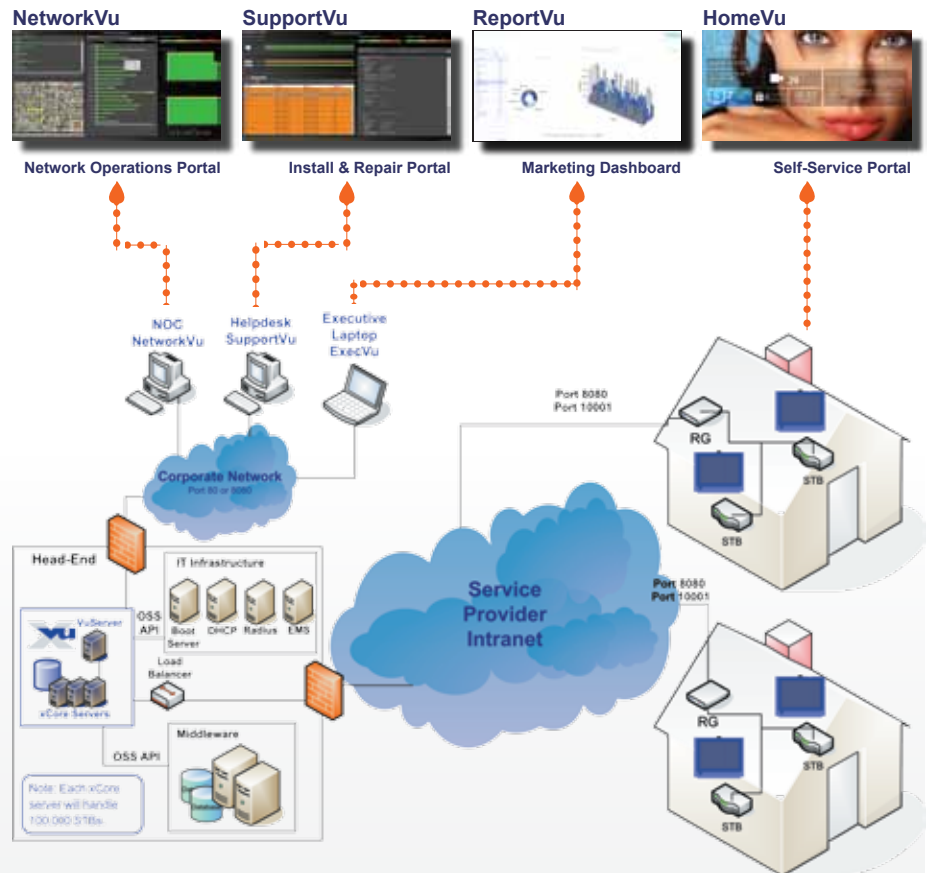 NetworkVu
SupportVu
ReportVu
HomeVu
Network Operations Portal
Install & Repair Portal
Marketing Dashboard
Self-Service Portal
NOC
NetworkVu
Helpdesk
SupportVu
Executive
Laptop
ExecVu
Port 8080
Port 10001
RG
STB
STB
Corporate Network
Port 80 or 8080
Head-End
IT Infrastructure
Boot
Server
DHCP
Radius
EMS
OSS
API
Xvu
VuServer
xCore Servers
Load
Balancer
Service
Provider
Intranet
Port 8080
Port 10001
RG
STB
STB
Middleware
OSS API
Note: Each xCore
server will handle
100,000 STBs